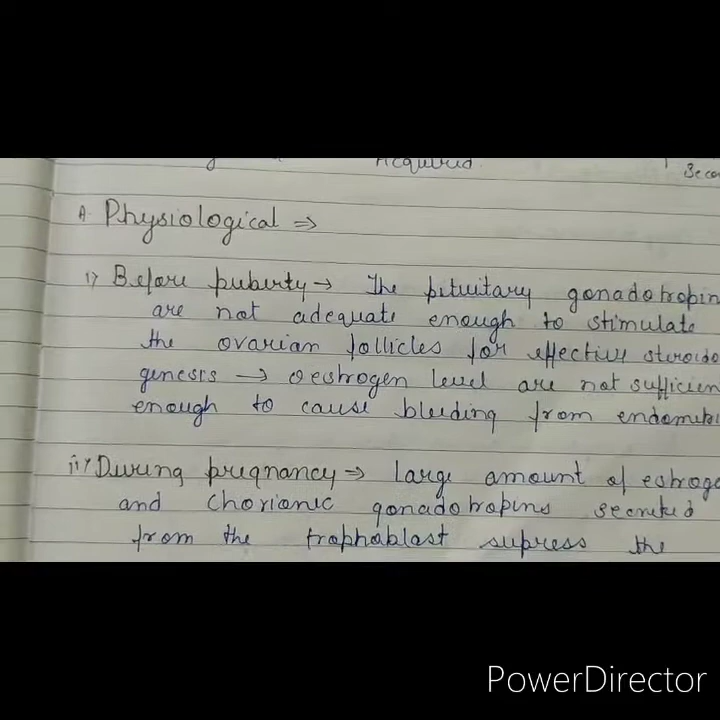 Acquired
A. Physiological ⇒
i) Before puberty → The pituitary gonadotropin
are not adequate enough to stimulate
the ovarian follicles for effective steroido
genesis → oestrogen level are not sufficien
enough to cause bleeding from endometri
ii) During pregnancy → large amount of estroge
and chorionic gonadotropins secreted
from the trophoblast supress the
PowerDirector